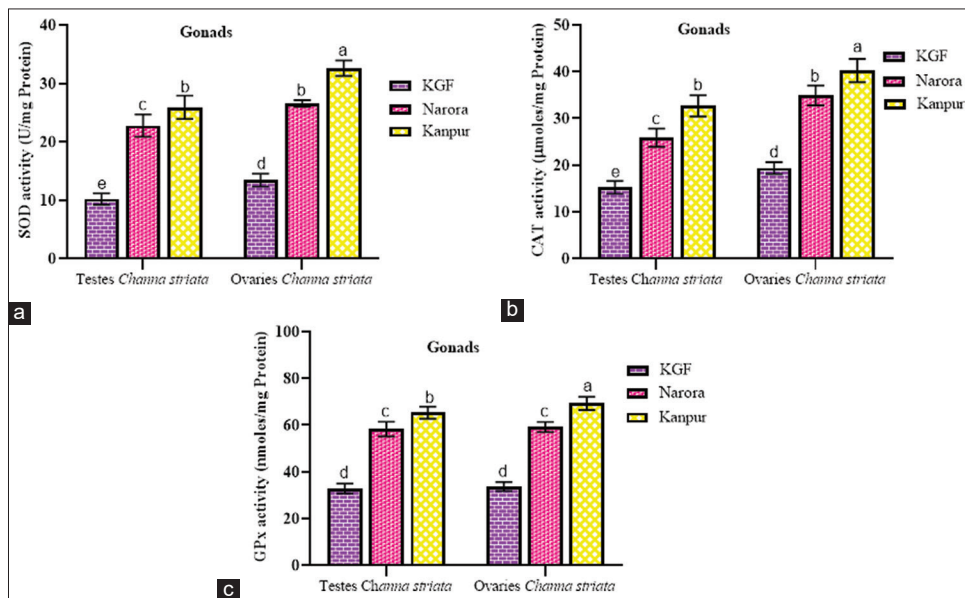 Gonads
SOD activity (U/mg Protein)
40
30
20
10
0
e
c
b
d
b
a
KGF
Narora
Kanpur
Testes Channa striata
Ovaries Channa striata
a
Gonads
CAT activity (µmoles/mg Protein)
50
40
30
20
10
0
e
c
b
d
b
a
KGF
Narora
Kanpur
Testes Channa striata
Ovaries Channa striata
b
Gonads
GPx activity (nmoles/mg Protein)
100
80
60
40
20
0
d
c
b
d
c
a
KGF
Narora
Kanpur
Testes Channa striata
Ovaries Channa striata
c